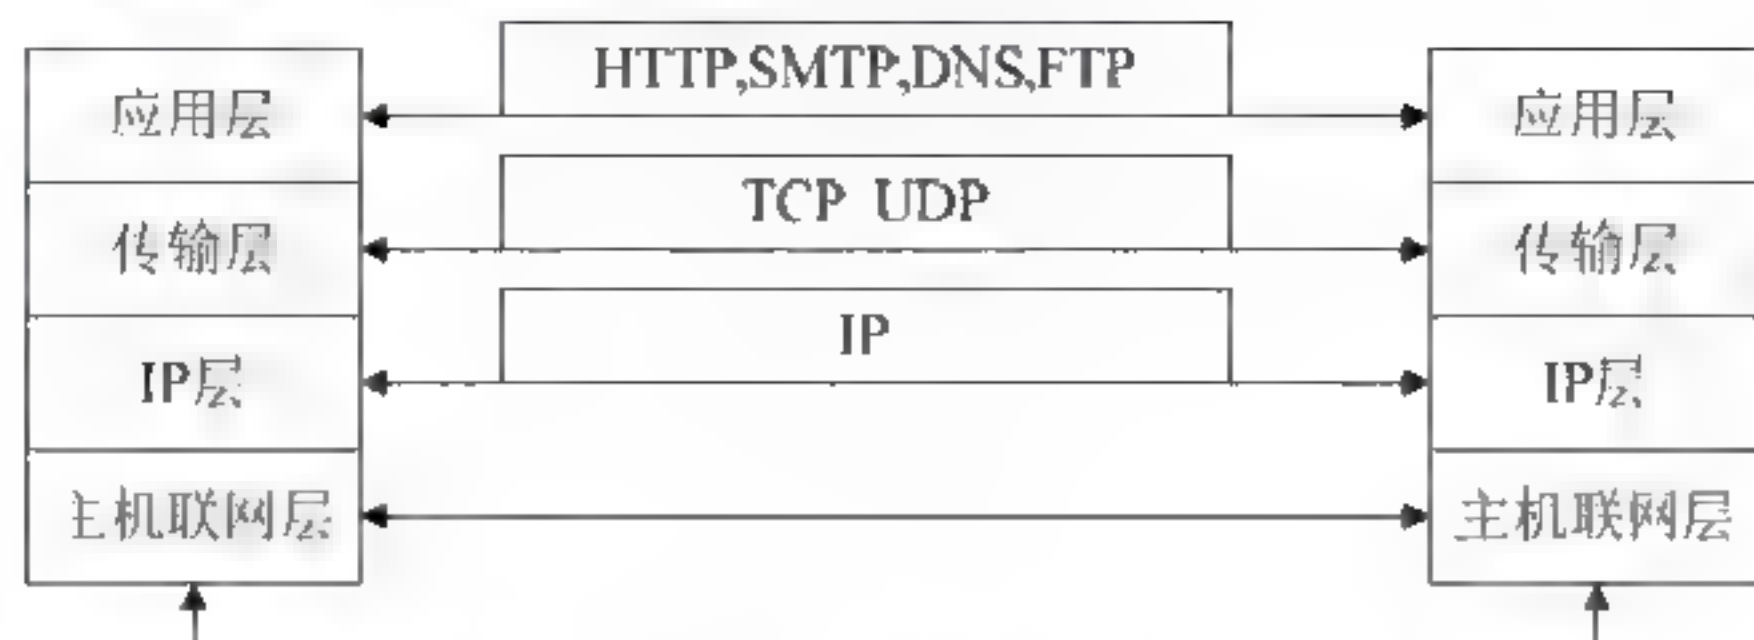 HTTP,SMTP,DNS,FTP
应用层
应用层
TCP UDP
传输层
传输层
IP
IP层
IP层
主机联网层
主机联网层